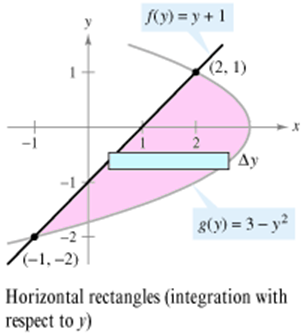 f(y) = y + 1
y
1
(2, 1)
x
−1
1
2
Δy
−1
g(y) = 3 − y²
−2
(−1, −2)
Horizontal rectangles (integration with
respect to y)